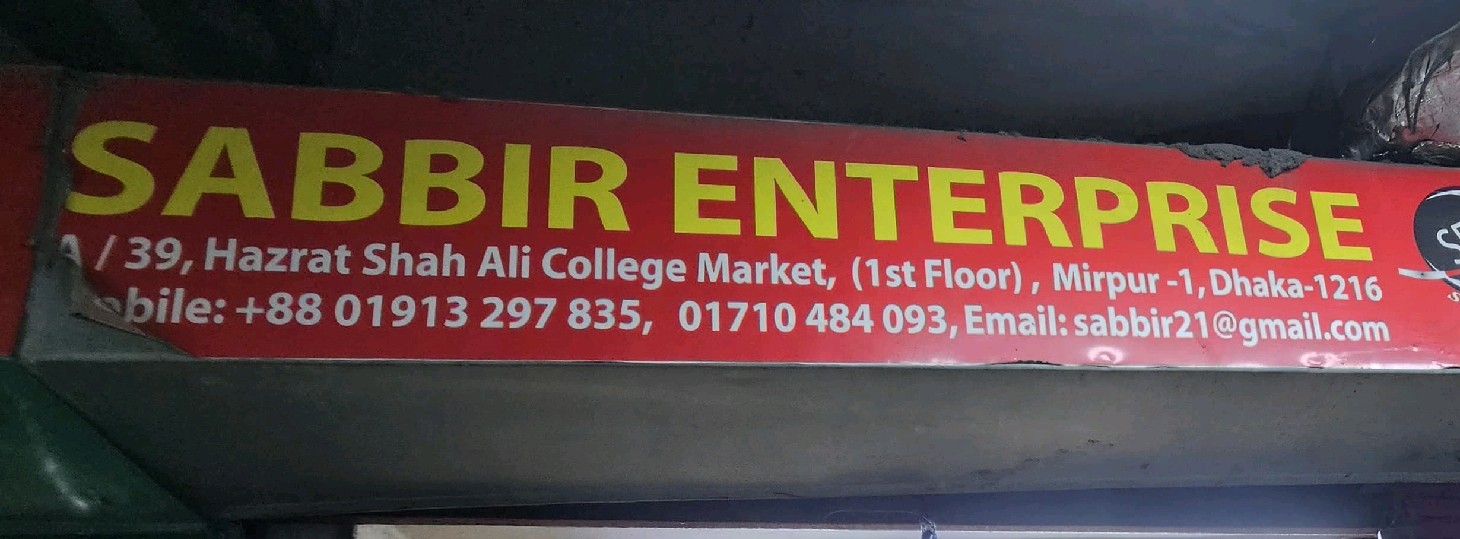 SABBIR ENTERPRISE
A / 39, Hazrat Shah Ali College Market, (1st Floor) , Mirpur -1, Dhaka-1216
+88 01913 297 835, 01710 484 093, Email: sabbir21@gmail.com